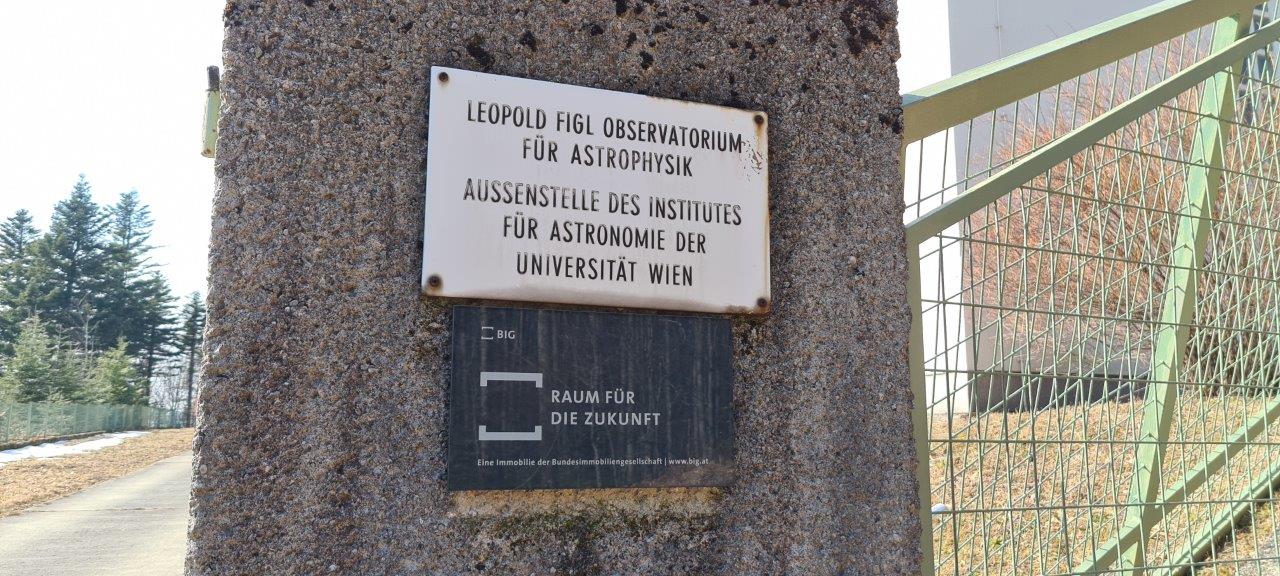 LEOPOLD FIGL OBSERVATORIUM
FÜR ASTROPHYSIK
AUSSENSTELLE DES INSTITUTES
FÜR ASTRONOMIE DER
UNIVERSITÄT WIEN
BIG
RAUM FÜR
DIE ZUKUNFT
Eine Immobilie der Bundesimmobiliengesellschaft | www.big.at